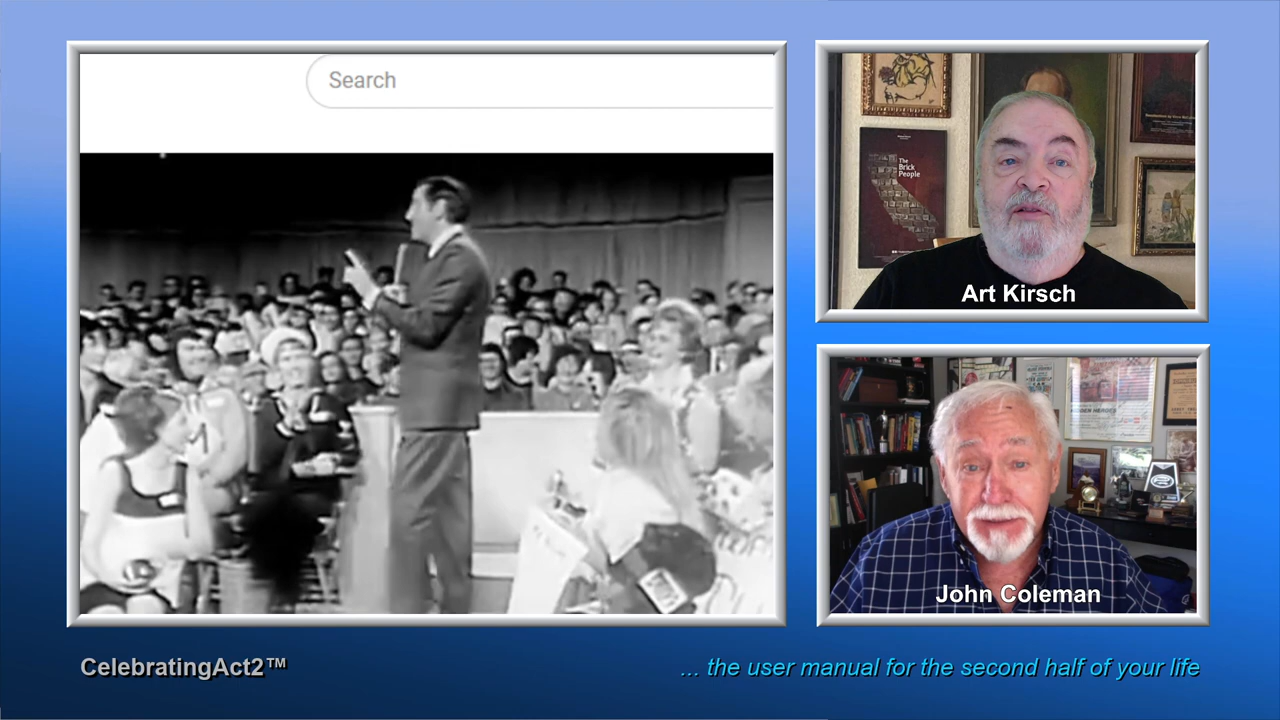 Search
The
Brick
People
Art Kirsch
John Coleman
CelebratingAct2™
... the user manual for the second half of your life